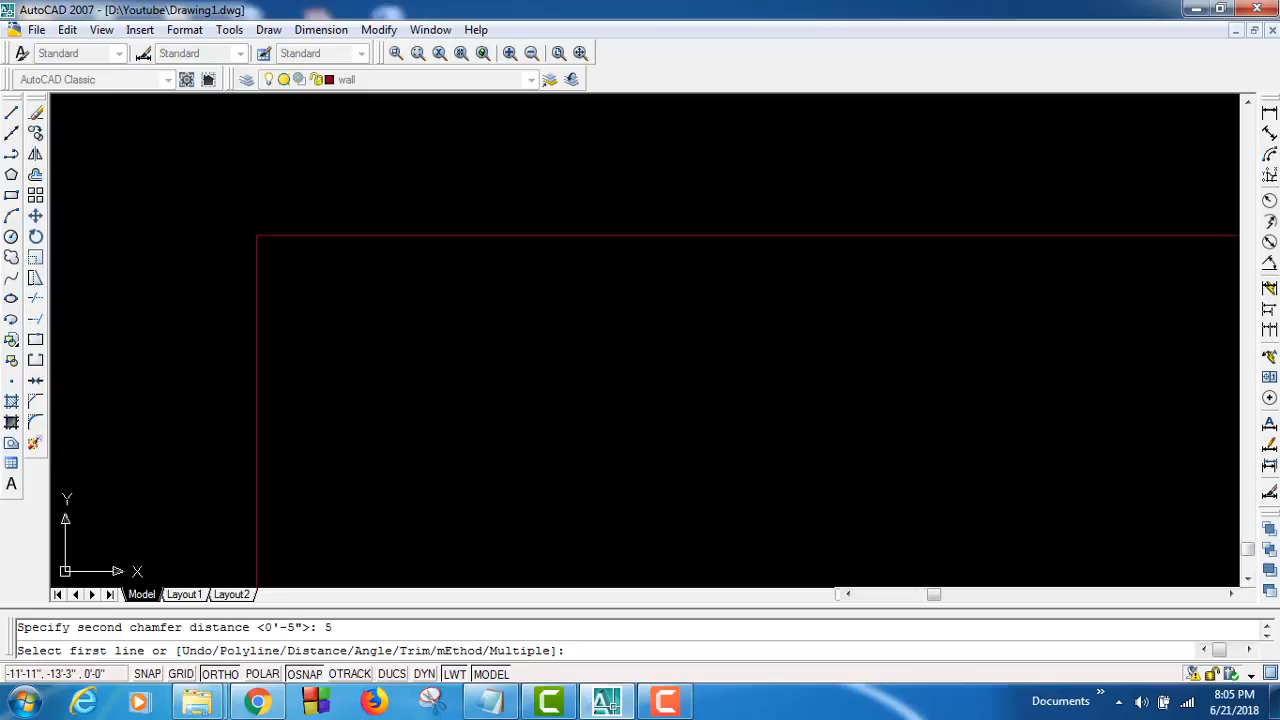 AutoCAD 2007 - [D:\Youtube\Drawing1.dwg]
File Edit View Insert Format Tools Draw Dimension Modify Window Help
Standard Standard Standard
AutoCAD Classic wall
A
Y
X
Model Layout1 Layout2
Specify second chamfer distance <0'-5">: 5
Select first line or [Undo/Polyline/Distance/Angle/Trim/mEthod/Multiple]:
-11'-11", -13'-3", 0'-0" SNAP GRID ORTHO POLAR OSNAP OTRACK DUCS DYN LWT MODEL
Documents
8:05 PM
6/21/2018